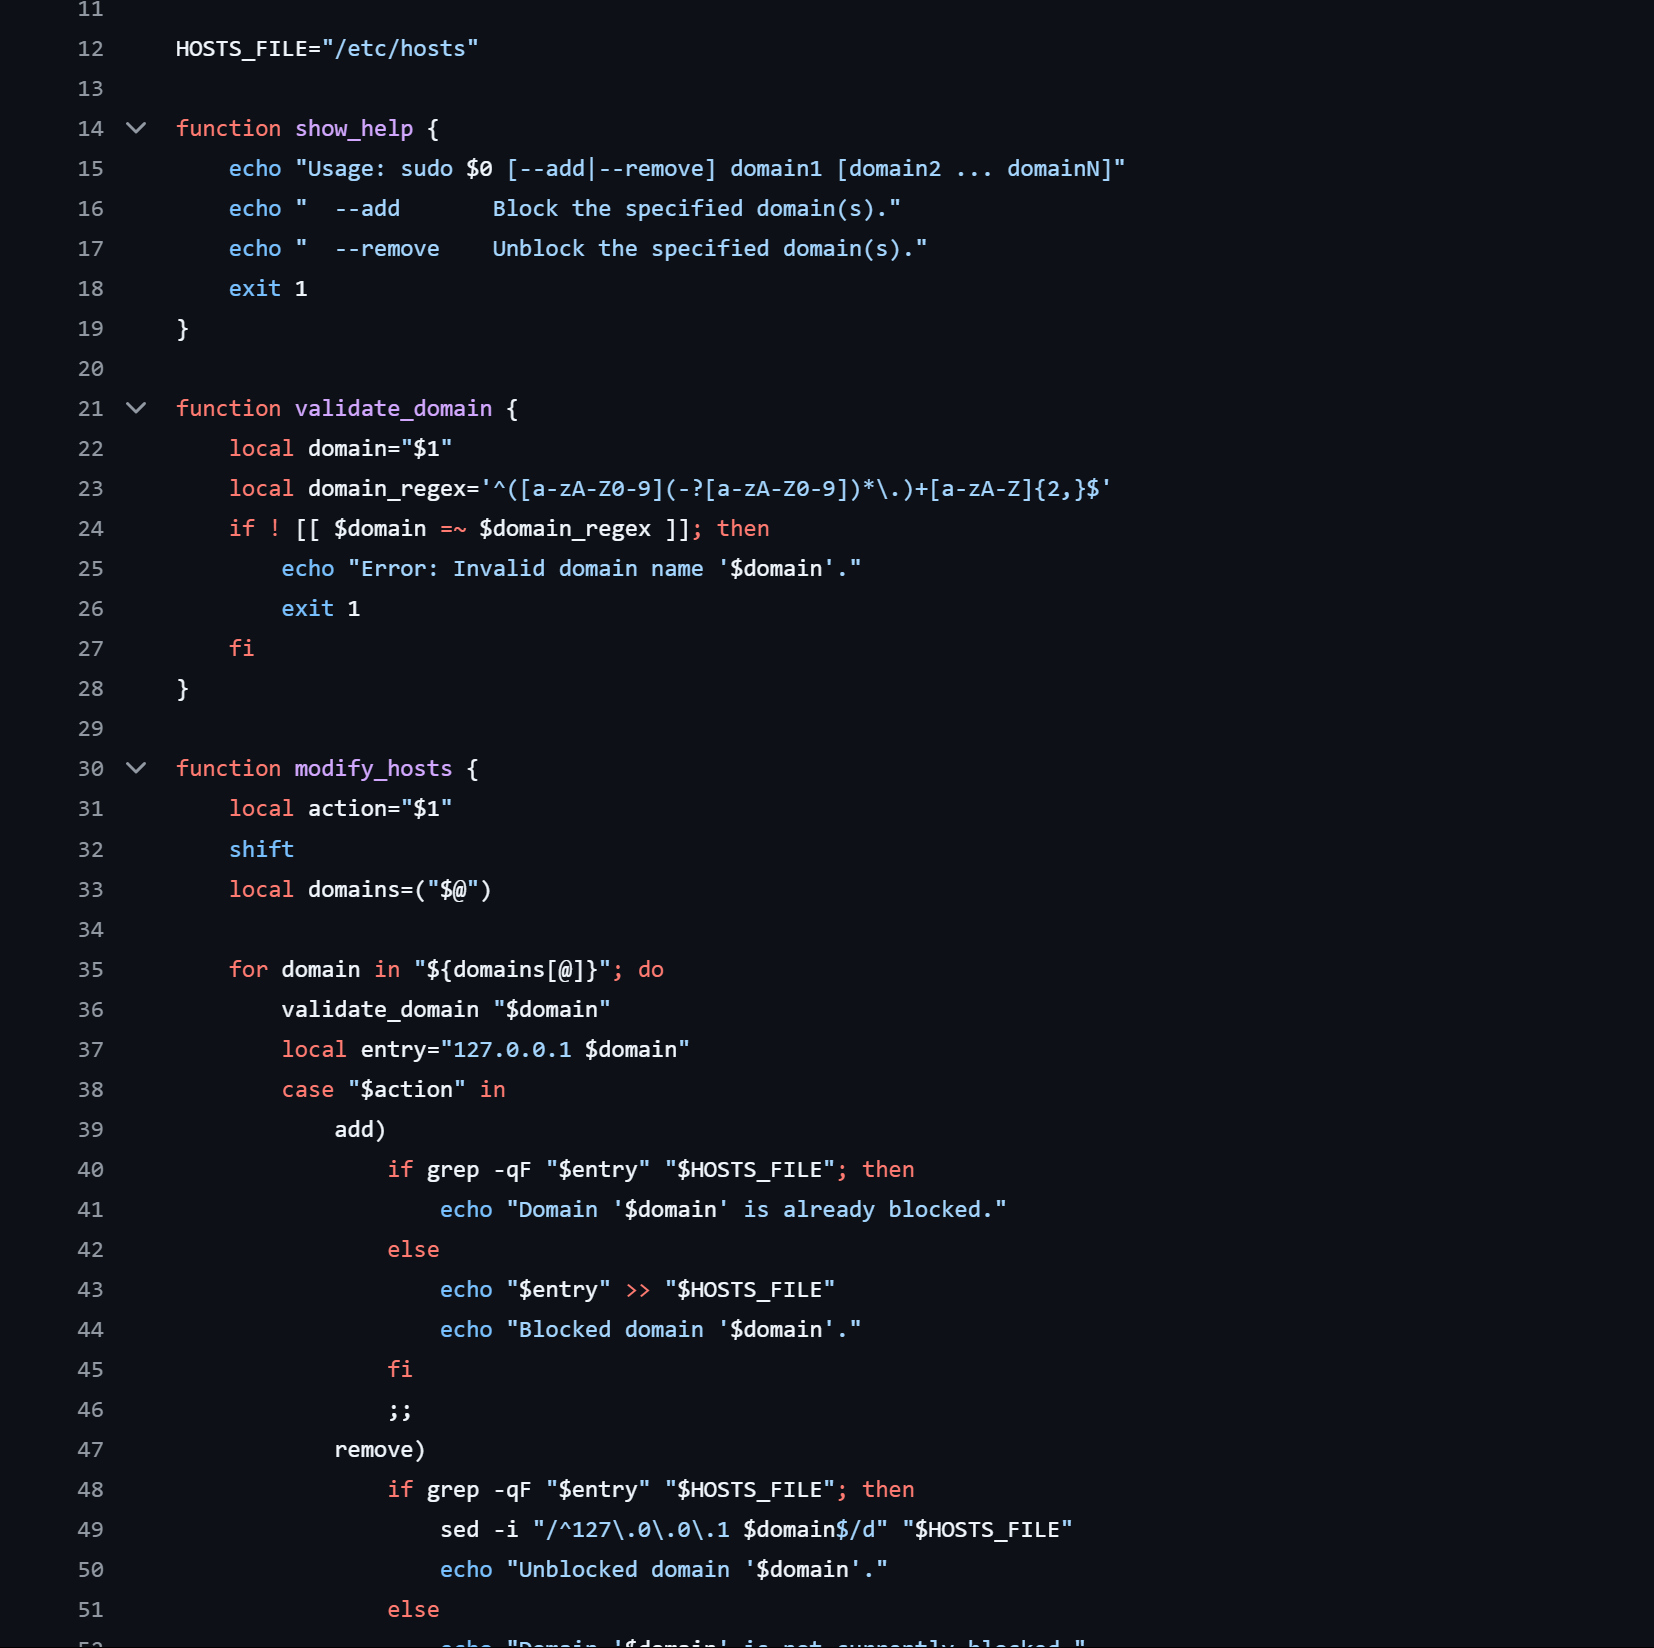 11
12 HOSTS_FILE="/etc/hosts"
13
14 function show_help {
15     echo "Usage: sudo $0 [--add|--remove] domain1 [domain2 ... domainN]"
16     echo "  --add       Block the specified domain(s)."
17     echo "  --remove    Unblock the specified domain(s)."
18     exit 1
19 }
20
21 function validate_domain {
22     local domain="$1"
23     local domain_regex='^([a-zA-Z0-9](-?[a-zA-Z0-9])*\.)+[a-zA-Z]{2,}$'
24     if ! [[ $domain =~ $domain_regex ]]; then
25         echo "Error: Invalid domain name '$domain'."
26         exit 1
27     fi
28 }
29
30 function modify_hosts {
31     local action="$1"
32     shift
33     local domains=("$@")
34
35     for domain in "${domains[@]}"; do
36         validate_domain "$domain"
37         local entry="127.0.0.1 $domain"
38         case "$action" in
39             add)
40                 if grep -qF "$entry" "$HOSTS_FILE"; then
41                     echo "Domain '$domain' is already blocked."
42                 else
43                     echo "$entry" >> "$HOSTS_FILE"
44                     echo "Blocked domain '$domain'."
45                 fi
46                 ;;
47             remove)
48                 if grep -qF "$entry" "$HOSTS_FILE"; then
49                     sed -i "/^127\.0\.0\.1 $domain$/d" "$HOSTS_FILE"
50                     echo "Unblocked domain '$domain'."
51                 else
52                     echo "Domain '$domain' is not currently blocked."